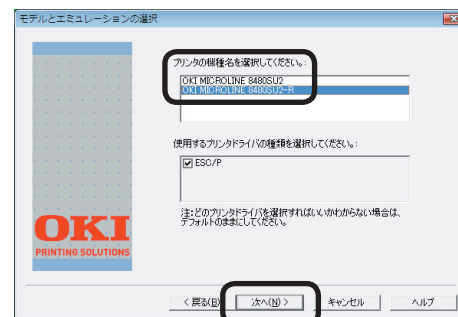 モデルとエミュレーションの選択
プリンタの機種名を選択してください。:
OKI MICROLINE 8480SU2
OKI MICROLINE 8480SU2-R
使用するプリンタドライバの種類を選択してください。:
ESC/P
注:どのプリンタドライバを選択すればいいかわからない場合は、
デフォルトのままにしてください。
OKI
PRINTING SOLUTIONS
< 戻る(B)
次へ(N) >
キャンセル
ヘルプ